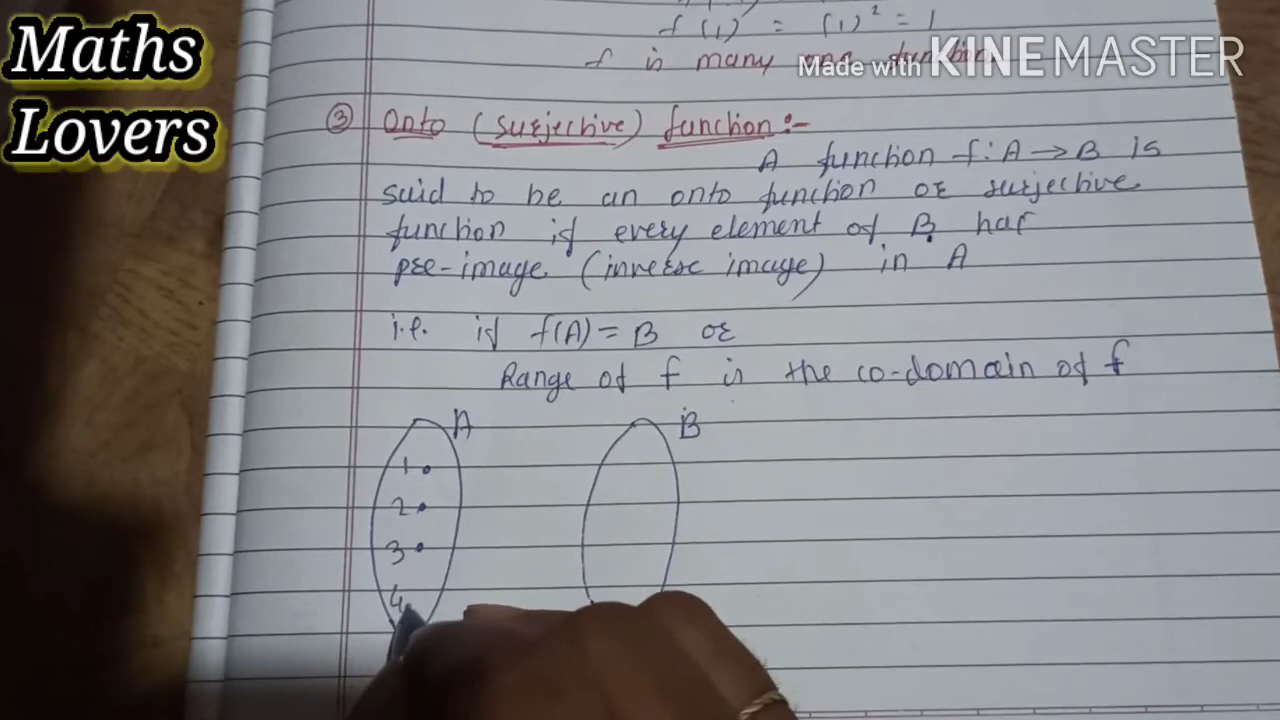 Maths
Lovers
f (1) = (1)² = 1
f is many one function
Made with KINEMASTER
③ Onto (Surjective) function :-
A function f: A → B is
said to be an onto function or surjective
function if every element of B has
pre-image (inverse image) in A
i.e. if f(A) = B or
Range of f is the co-domain of f
A B
1 .
2 .
3 .
4